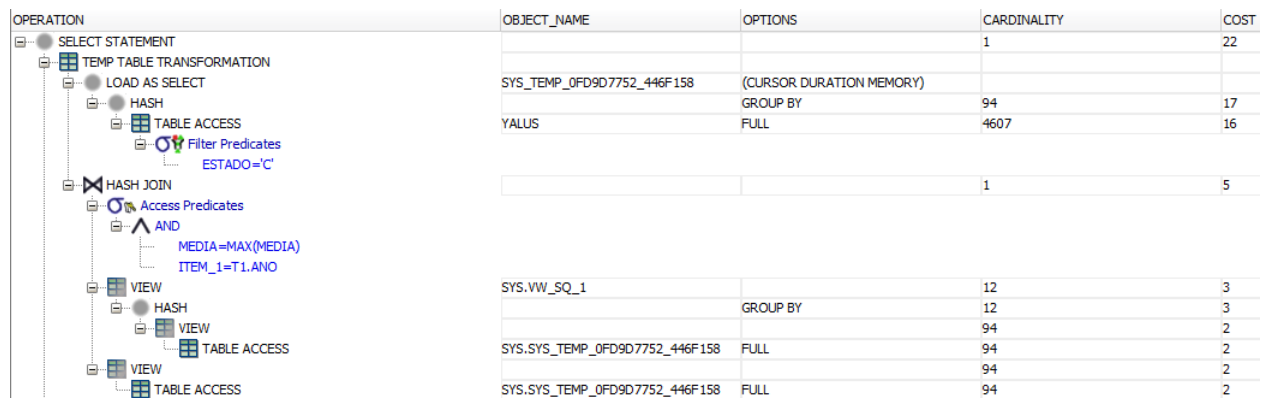 OPERATION OBJECT_NAME OPTIONS CARDINALITY COST
SELECT STATEMENT 1 22
TEMP TABLE TRANSFORMATION
LOAD AS SELECT SYS_TEMP_0FD9D7752_446F158 (CURSOR DURATION MEMORY)
HASH GROUP BY 94 17
TABLE ACCESS YALUS FULL 4607 16
Filter Predicates
ESTADO='C'
HASH JOIN 1 5
Access Predicates
AND
MEDIA=MAX(MEDIA)
ITEM_1=T1.ANO
VIEW SYS.VW_SQ_1 12 3
HASH GROUP BY 12 3
VIEW 94 2
TABLE ACCESS SYS.SYS_TEMP_0FD9D7752_446F158 FULL 94 2
VIEW 94 2
TABLE ACCESS SYS.SYS_TEMP_0FD9D7752_446F158 FULL 94 2